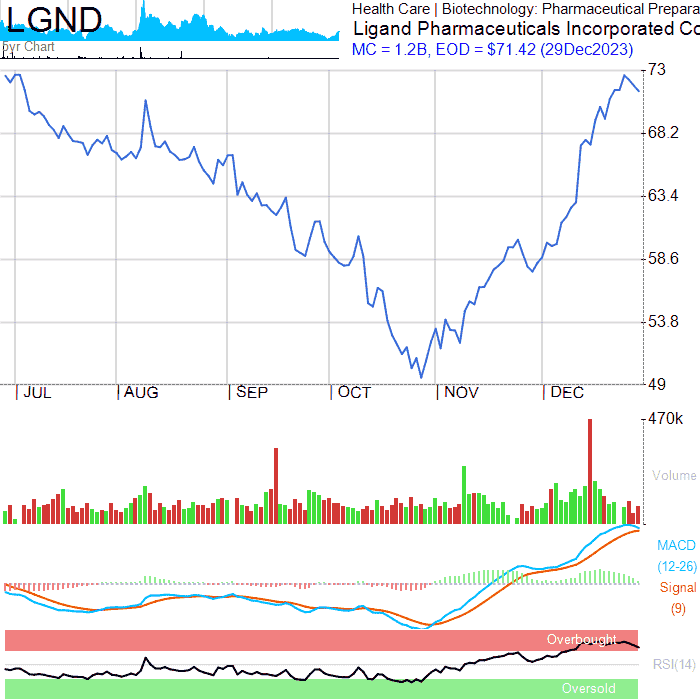 LGND
5yr Chart
Health Care | Biotechnology: Pharmaceutical Prepara
Ligand Pharmaceuticals Incorporated Co
MC = 1.2B, EOD = $71.42 (29Dec2023)
73
68.2
63.4
58.6
53.8
49
JUL
AUG
SEP
OCT
NOV
DEC
470k
Volume
MACD
(12-26)
Signal
(9)
Overbought
RSI(14)
Oversold